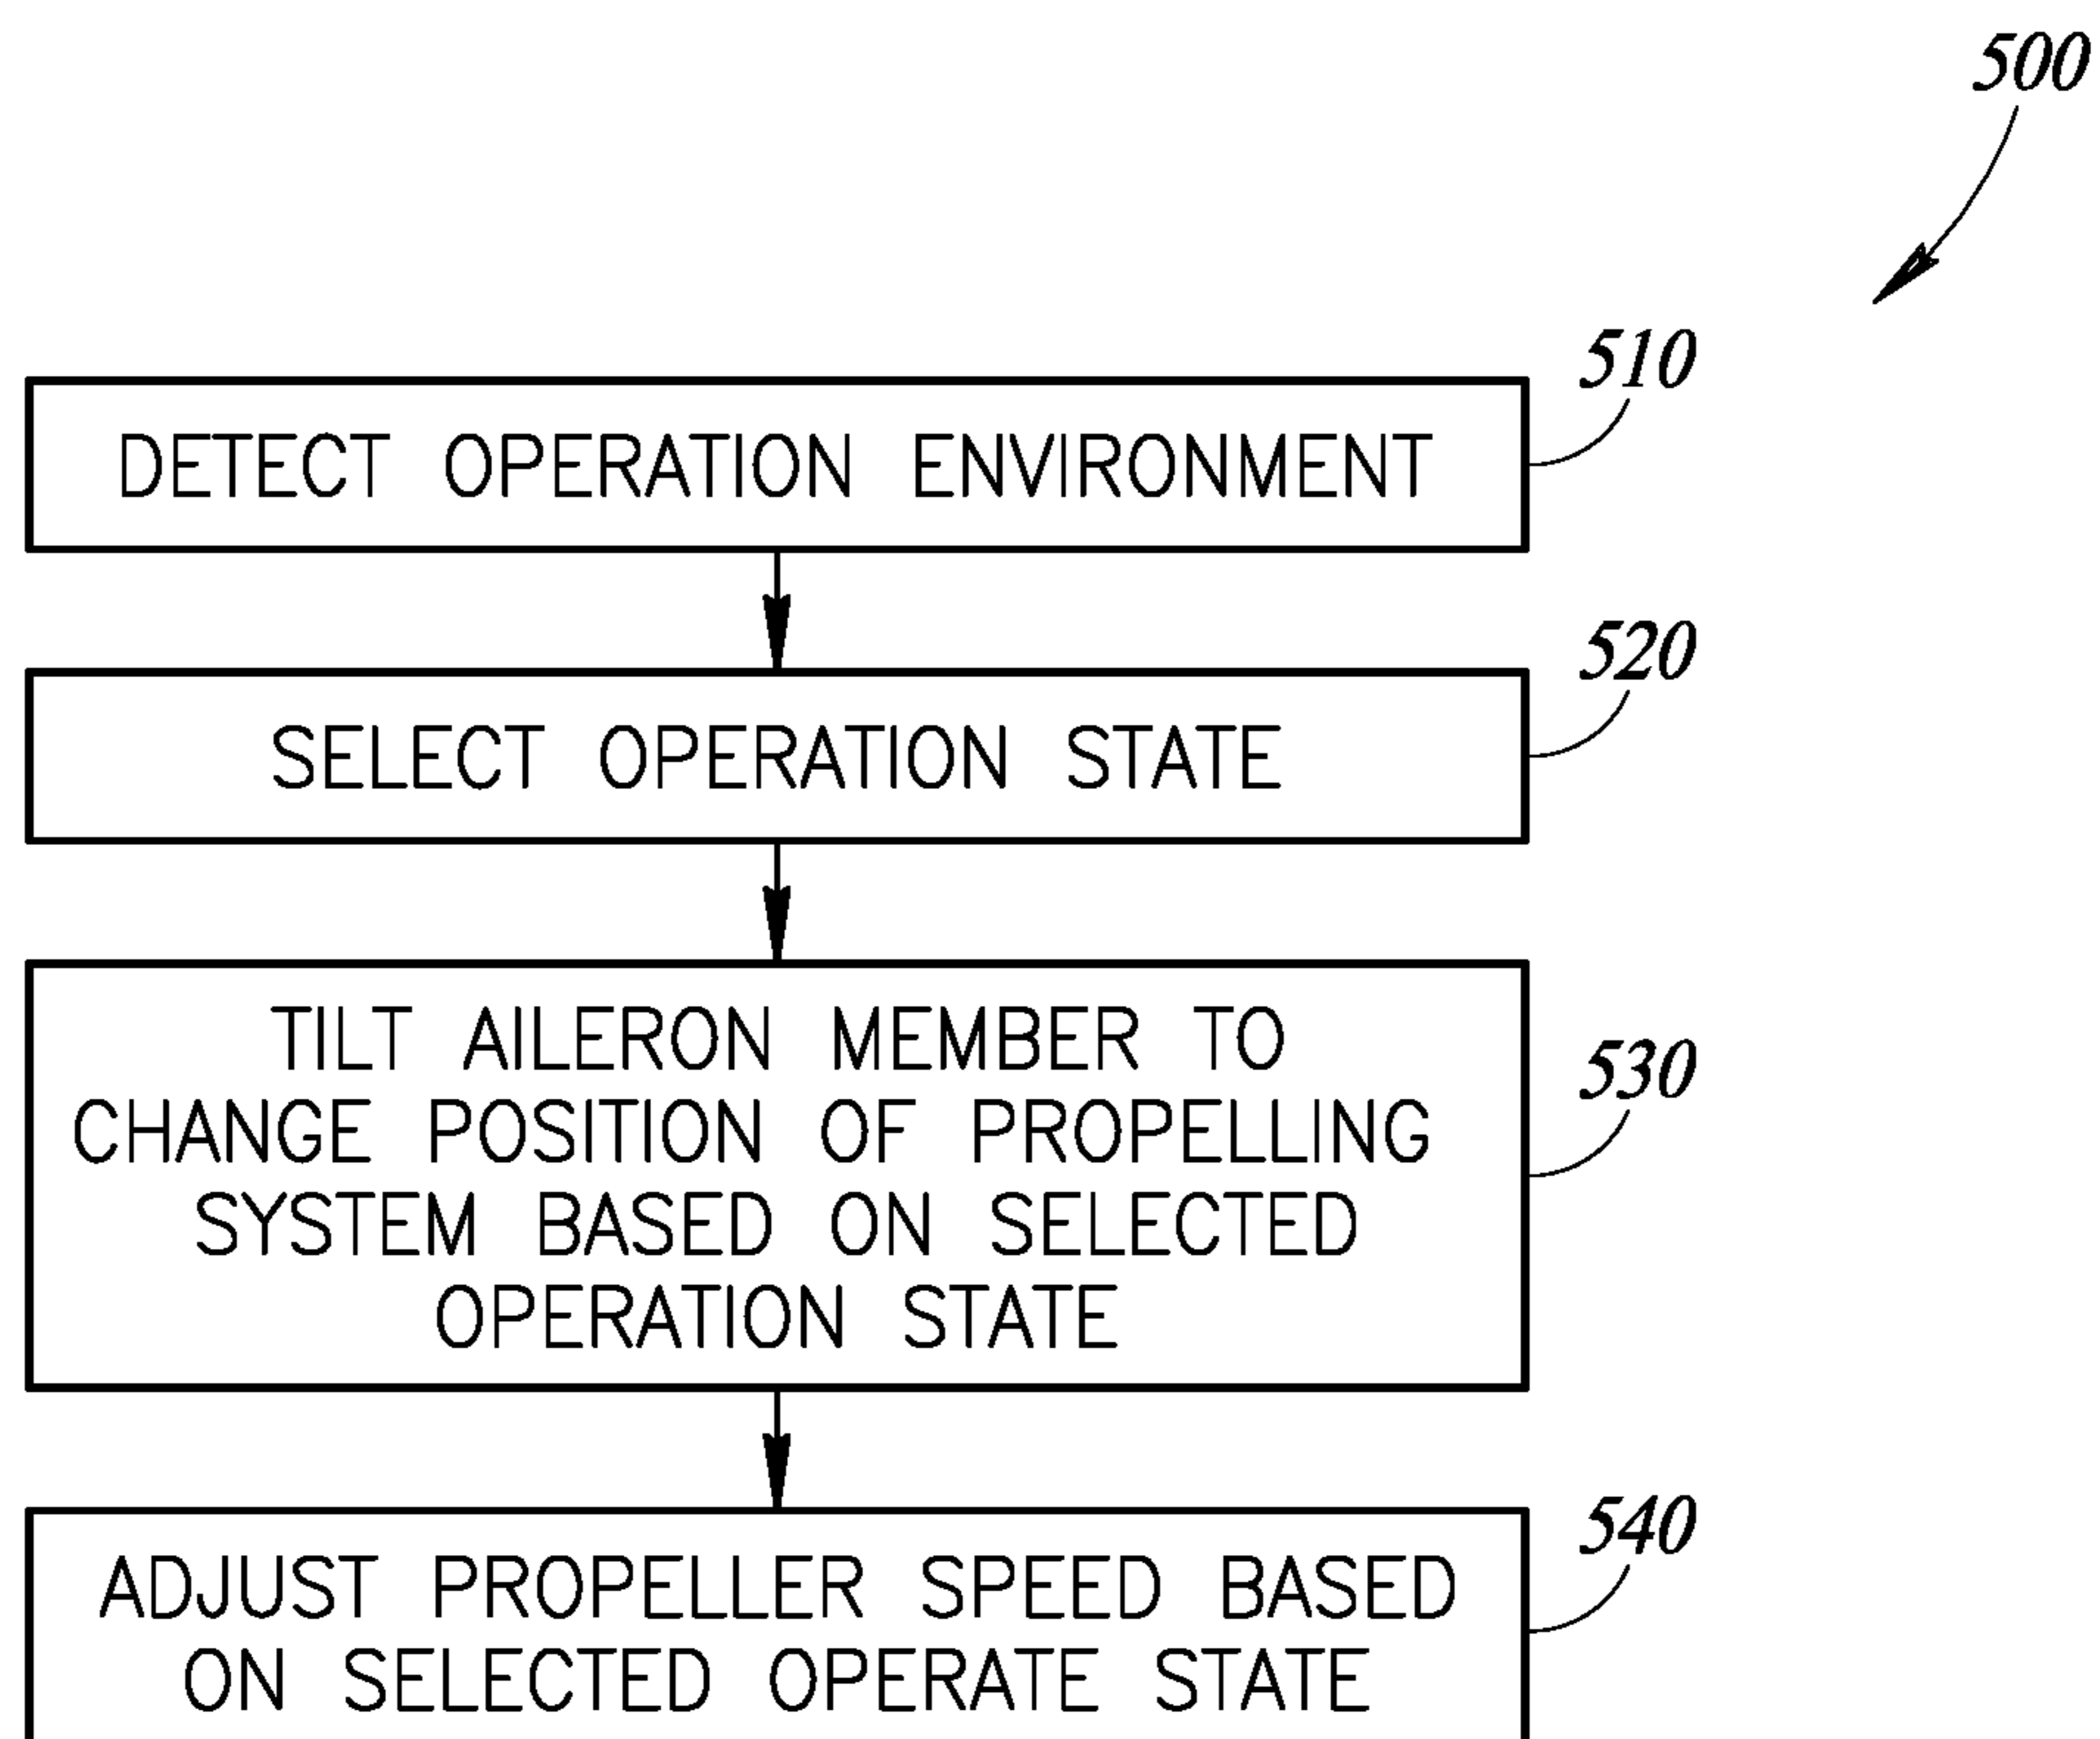 500
510
DETECT OPERATION ENVIRONMENT
520
SELECT OPERATION STATE
TILT AILERON MEMBER TO
CHANGE POSITION OF PROPELLING
SYSTEM BASED ON SELECTED
OPERATION STATE
530
540
ADJUST PROPELLER SPEED BASED
ON SELECTED OPERATE STATE